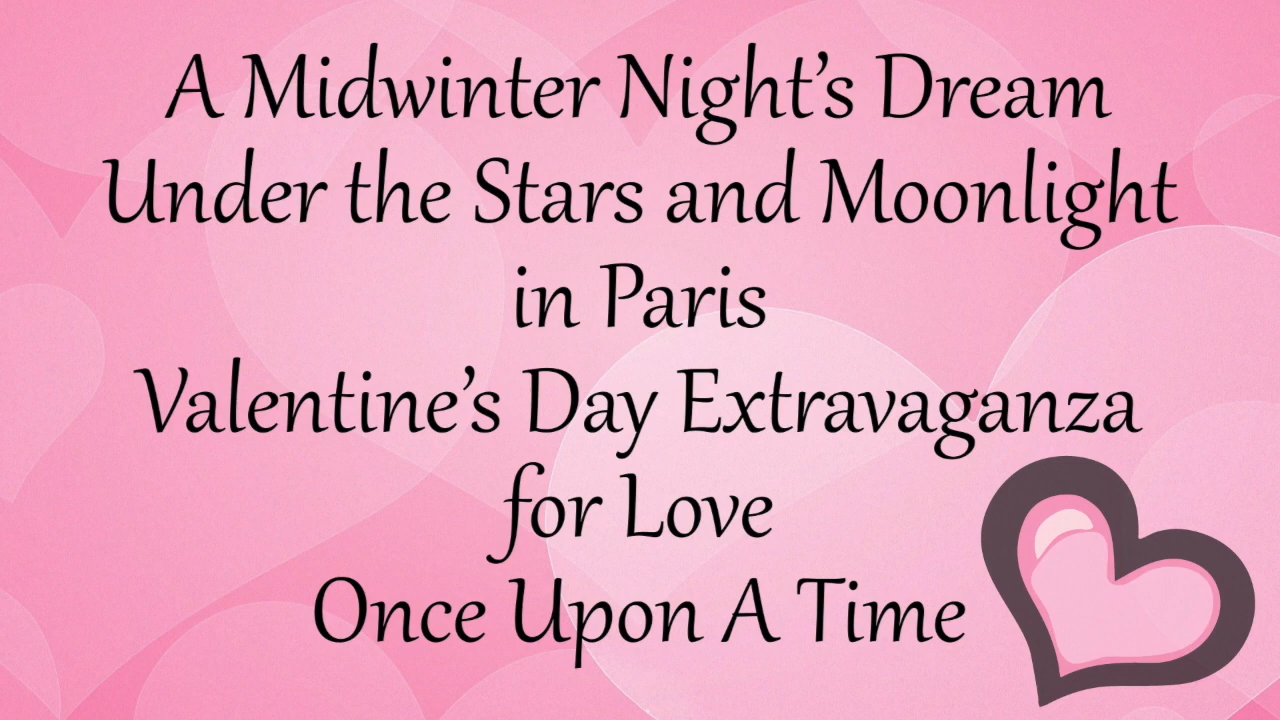 A Midwinter Night’s Dream
Under the Stars and Moonlight
in Paris
Valentine’s Day Extravaganza
for Love
Once Upon A Time